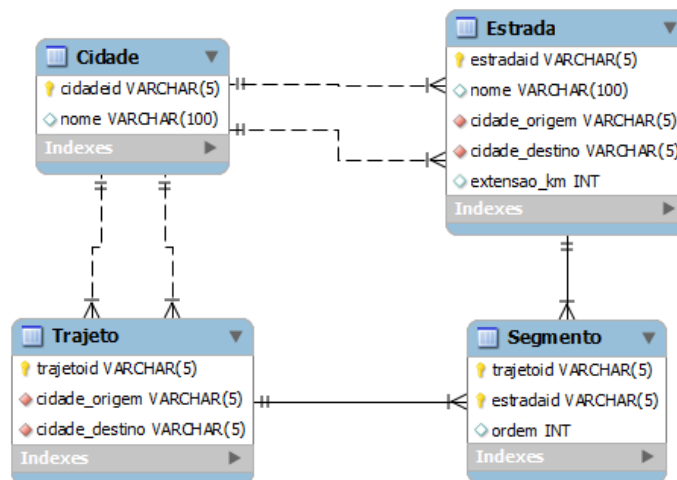 Cidade
cidadeid VARCHAR(5)
nome VARCHAR(100)
Indexes
Estrada
estradaid VARCHAR(5)
nome VARCHAR(100)
cidade_origem VARCHAR(5)
cidade_destino VARCHAR(5)
extensao_km INT
Indexes
Trajeto
trajetoid VARCHAR(5)
cidade_origem VARCHAR(5)
cidade_destino VARCHAR(5)
Indexes
Segmento
trajetoid VARCHAR(5)
estradaid VARCHAR(5)
ordem INT
Indexes